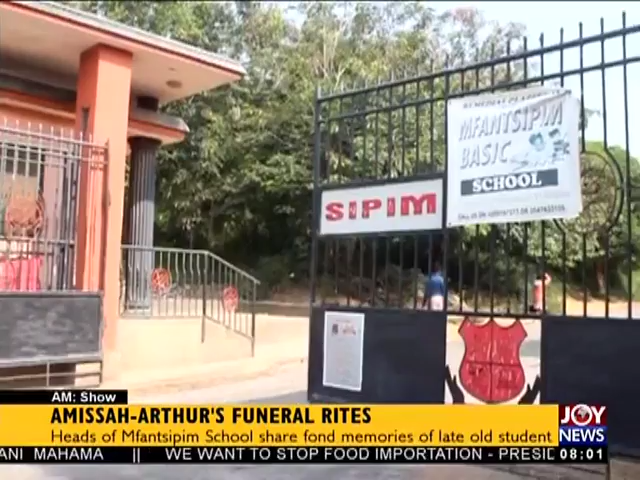 MFANTSIPIM
BASIC
SCHOOL
SIPIM
AM: Show
AMISSAH-ARTHUR'S FUNERAL RITES
Heads of Mfantsipim School share fond memories of late old student
JOY
NEWS
ANI MAHAMA || WE WANT TO STOP FOOD IMPORTATION - PRESID
08:01